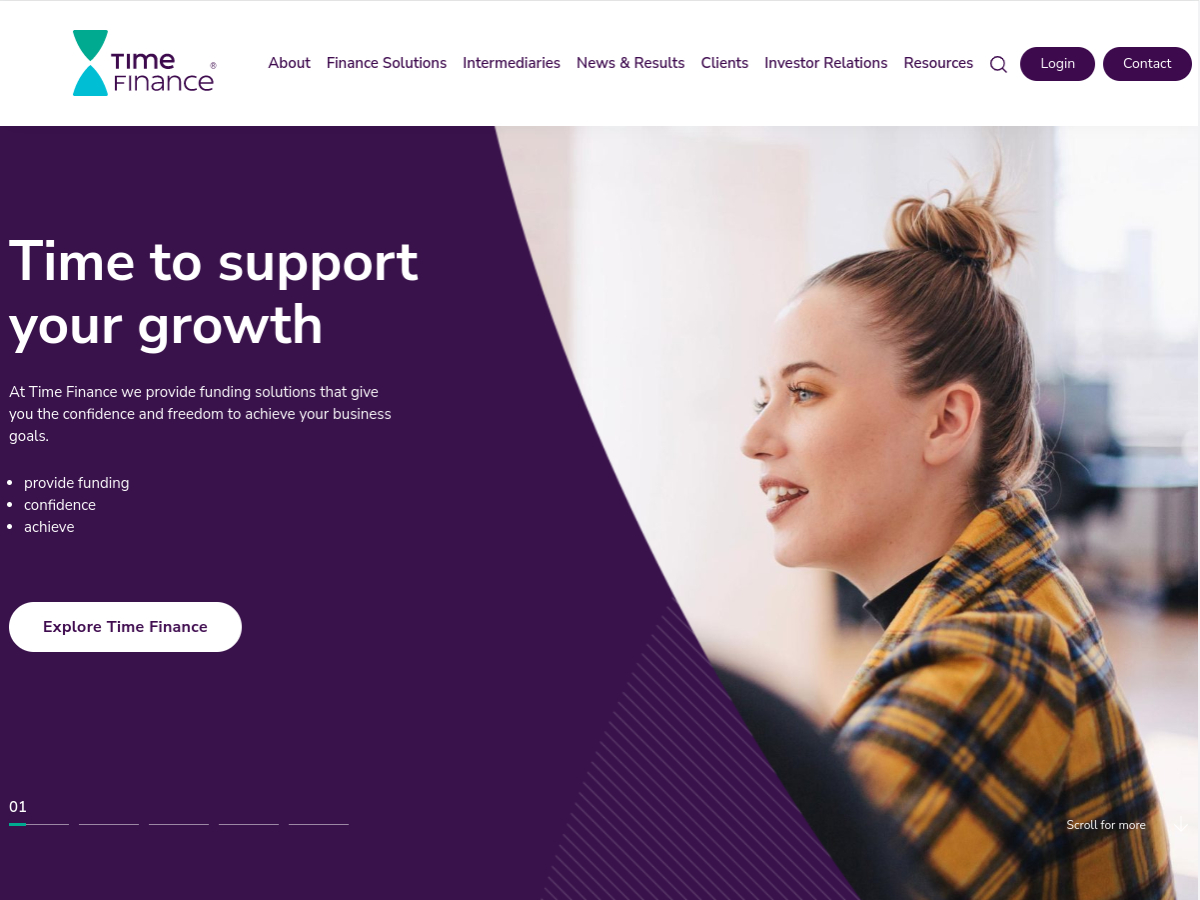 Time Finance®
About Finance Solutions Intermediaries News & Results Clients Investor Relations Resources Login Contact
Time to support
your growth
At Time Finance we provide funding solutions that give
you the confidence and freedom to achieve your business
goals.
provide funding
confidence
achieve
Explore Time Finance
01
Scroll for more